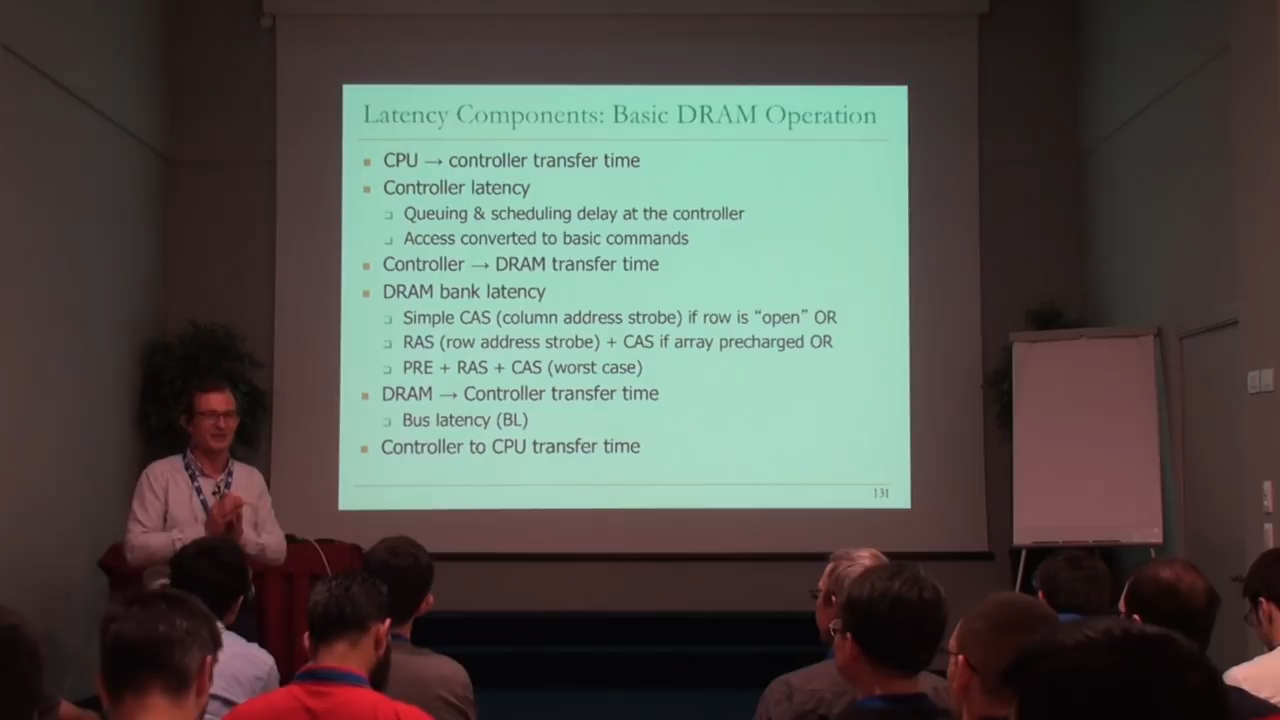 Latency Components: Basic DRAM Operation
CPU → controller transfer time
Controller latency
Queuing & scheduling delay at the controller
Access converted to basic commands
Controller → DRAM transfer time
DRAM bank latency
Simple CAS (column address strobe) if row is “open” OR
RAS (row address strobe) + CAS if array precharged OR
PRE + RAS + CAS (worst case)
DRAM → Controller transfer time
Bus latency (BL)
Controller to CPU transfer time
131